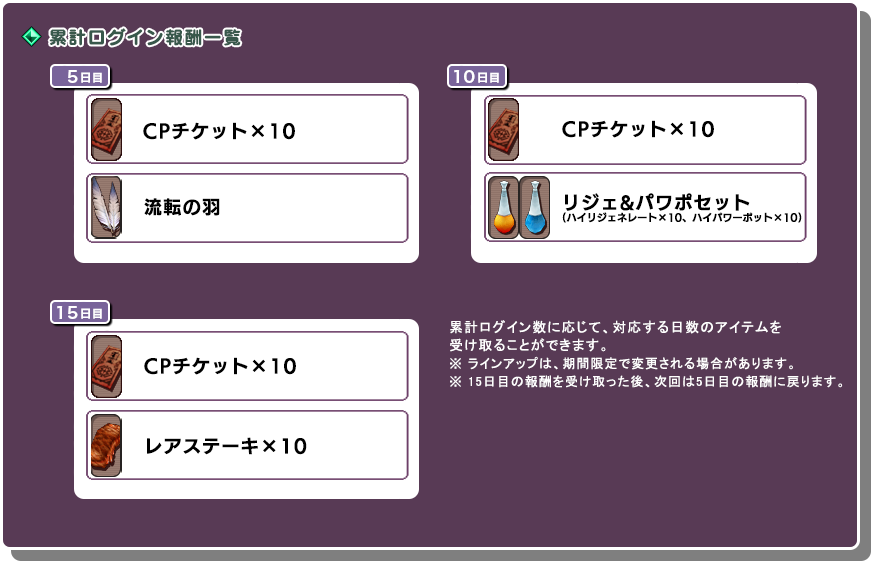 累計ログイン報酬一覧
5日目
CPチケット×10
流転の羽
10日目
CPチケット×10
リジェ&パワポセット
(ハイリジェネレート×10、ハイパワーポット×10)
15日目
CPチケット×10
レアステーキ×10
累計ログイン数に応じて、対応する日数のアイテムを
受け取ることができます。
※ ラインアップは、期間限定で変更される場合があります。
※ 15日目の報酬を受け取った後、次回は5日目の報酬に戻ります。